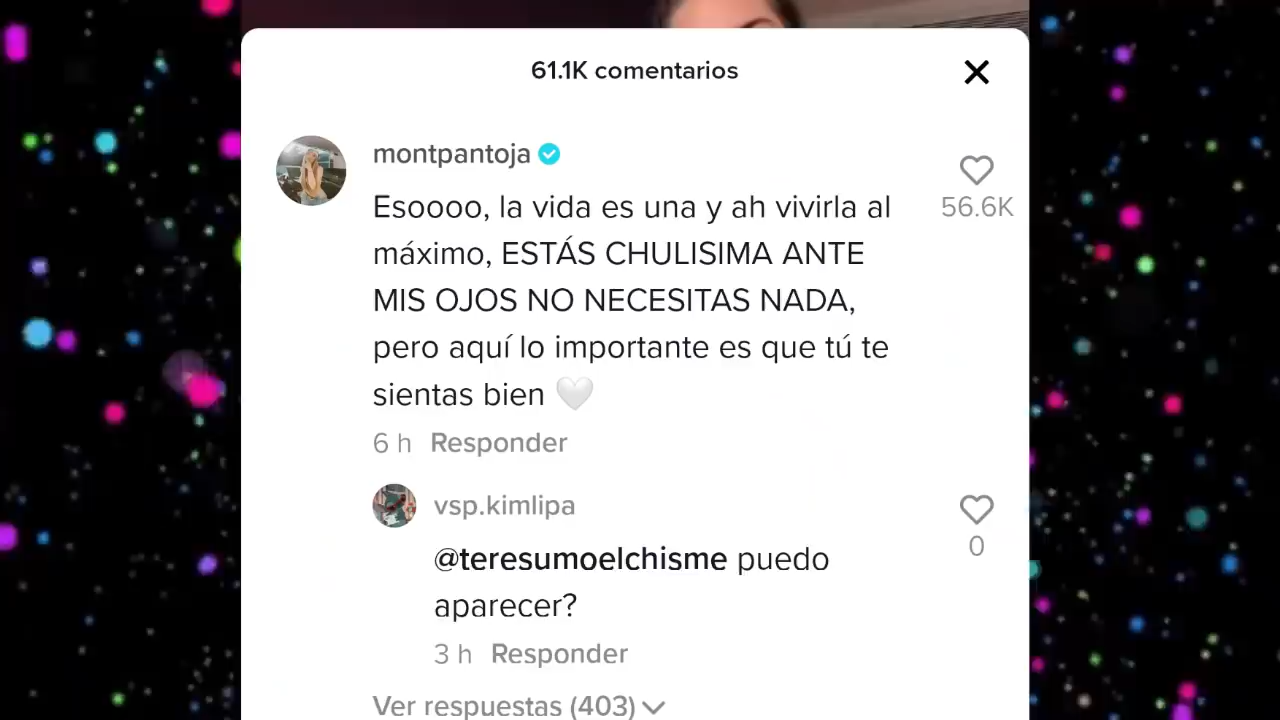 61.1K comentarios
montpantoja
Esoooo, la vida es una y ah vivirla al
máximo, ESTÁS CHULISIMA ANTE
MIS OJOS NO NECESITAS NADA,
pero aquí lo importante es que tú te
sientas bien 🤍
56.6K
6 h Responder
vsp.kimlipa
@teresumoelchisme puedo
aparecer?
0
3 h Responder
Ver respuestas (403)